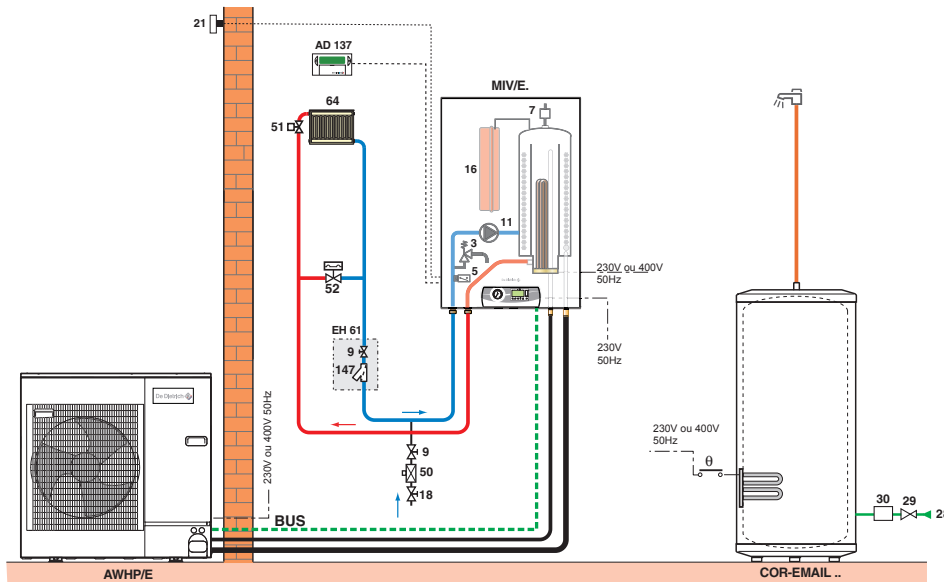 21
AD 137
64
51
MIV/E.
7
16
11
3
5
52
230V ou 400V
50Hz
EH 61
9
147
230V
50Hz
De Dietrich
230V ou 400V 50Hz
9
50
18
BUS
230V ou 400V
50Hz
θ
30
29
28
AWHP/E
COR-EMAIL ..